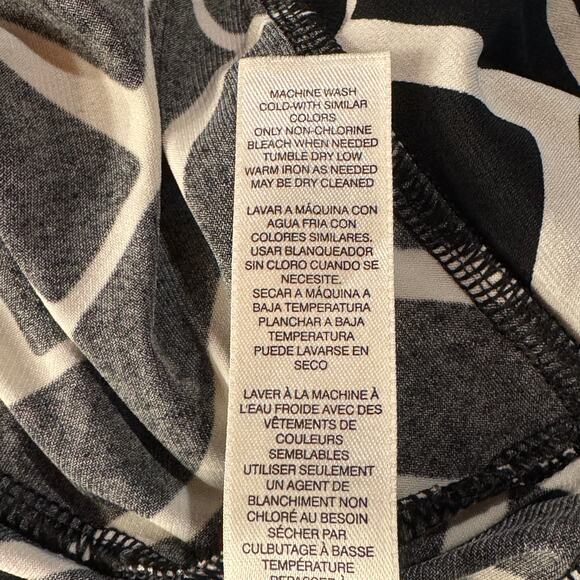 MACHINE WASH
COLD-WITH SIMILAR
COLORS
ONLY NON-CHLORINE
BLEACH WHEN NEEDED
TUMBLE DRY LOW
WARM IRON AS NEEDED
MAY BE DRY CLEANED
LAVAR A MÁQUINA CON
AGUA FRIA CON
COLORES SIMILARES.
USAR BLANQUEADOR
SIN CLORO CUANDO SE
NECESITE.
SECAR A MÁQUINA A
BAJA TEMPERATURA
PLANCHAR A BAJA
TEMPERATURA
PUEDE LAVARSE EN
SECO
LAVER À LA MACHINE À
L'EAU FROIDE AVEC DES
VÊTEMENTS DE
COULEURS
SEMBLABLES
UTILISER SEULEMENT
UN AGENT DE
BLANCHIMENT NON
CHLORÉ AU BESOIN
SÉCHER PAR
CULBUTAGE À BASSE
TEMPÉRATURE
REPASSER À